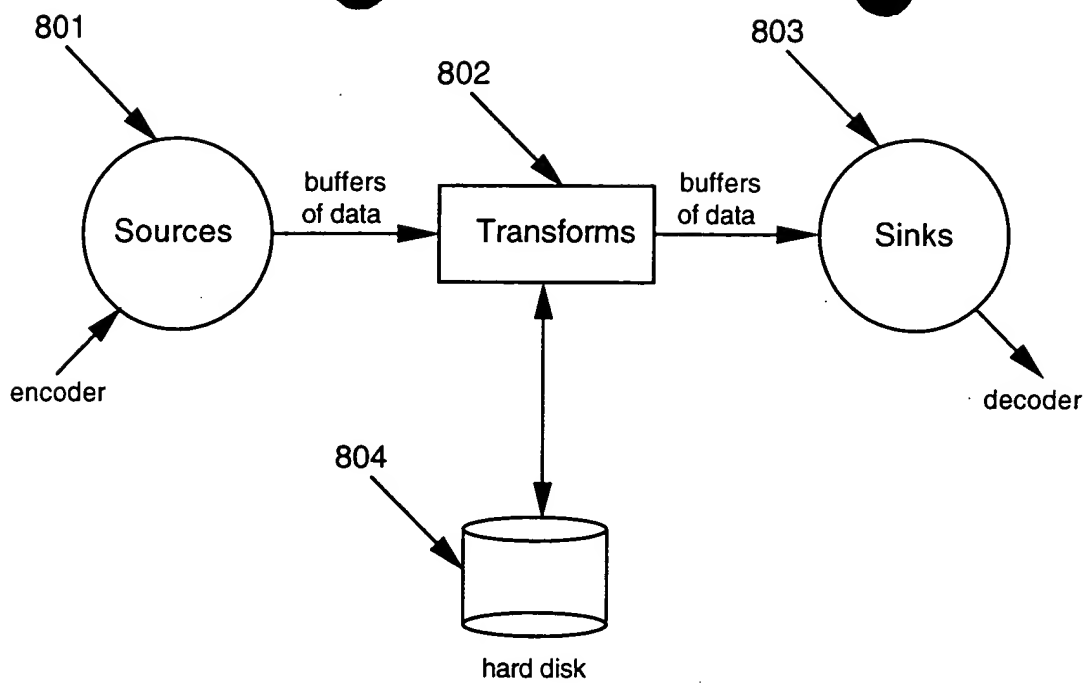 801
803
802
buffers
of data
buffers
of data
Sources
Transforms
Sinks
encoder
decoder
804
hard disk